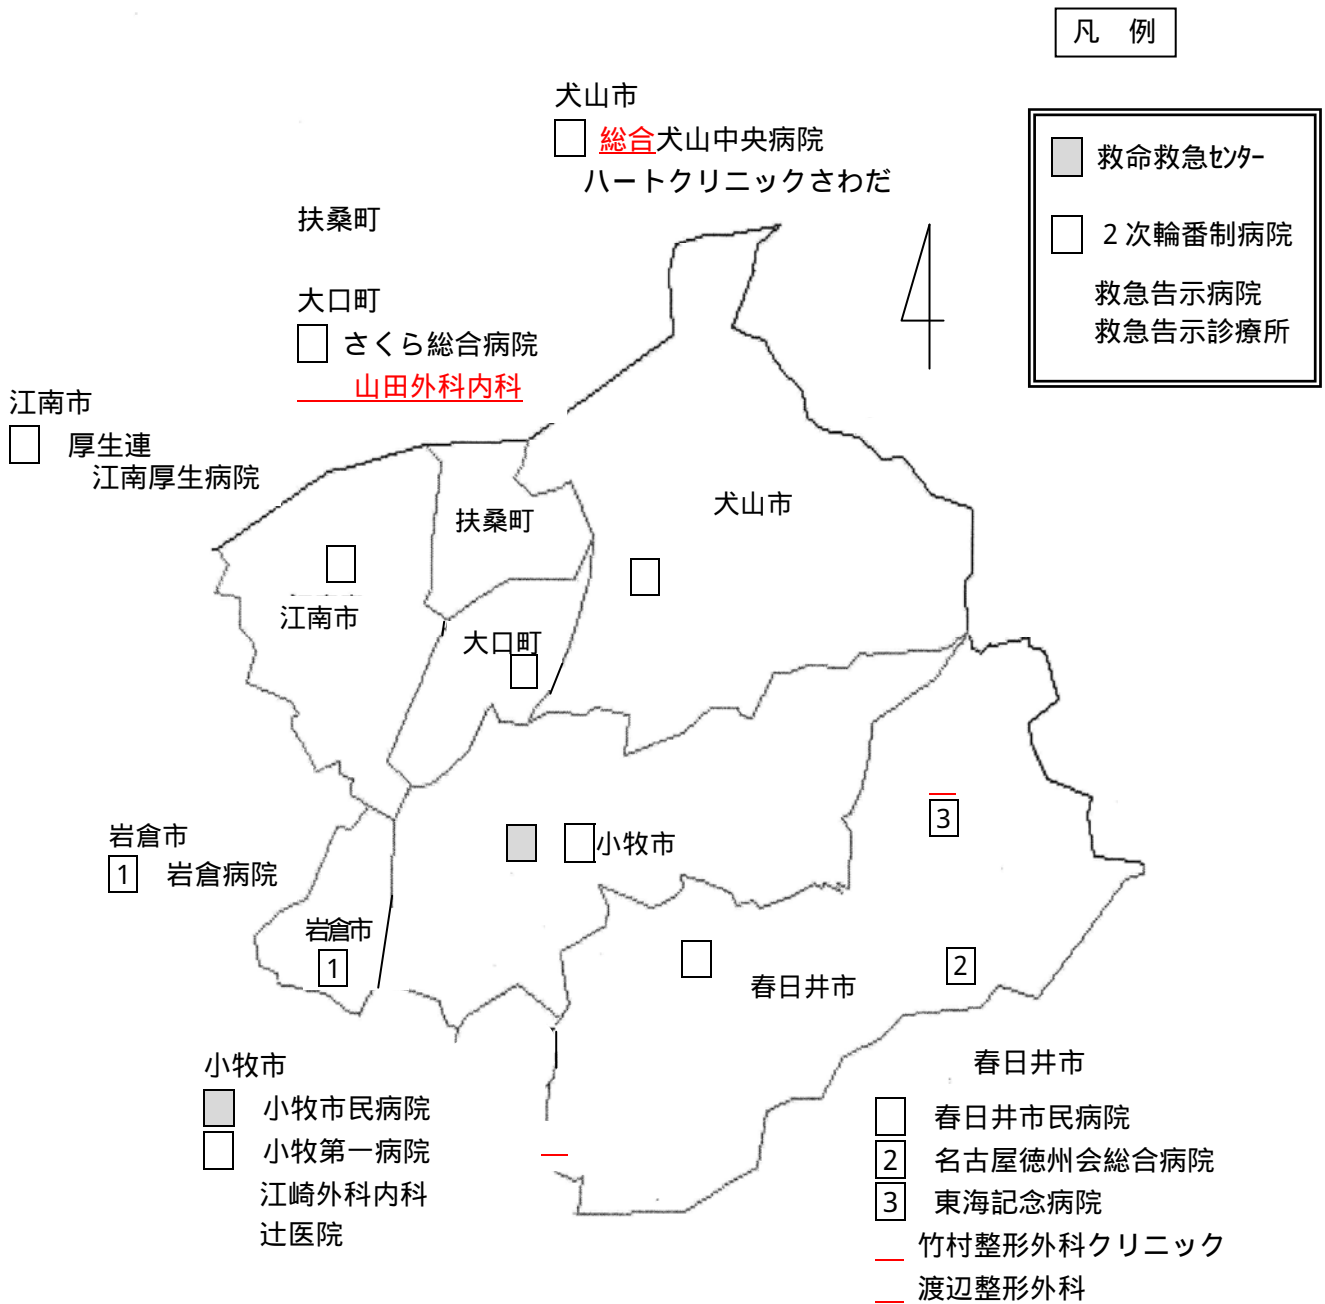 凡　例
救命救急ｾﾝﾀｰ
2次輪番制病院
救急告示病院
救急告示診療所
犬山市
総合犬山中央病院
ハートクリニックさわだ
扶桑町
大口町
さくら総合病院
山田外科内科
江南市
厚生連
江南厚生病院
犬山市
扶桑町
江南市
大口町
3
小牧市
岩倉市
1 岩倉病院
岩倉市
1
2
春日井市
小牧市
小牧市民病院
小牧第一病院
江崎外科内科
辻医院
春日井市
春日井市民病院
2 名古屋徳州会総合病院
3 東海記念病院
竹村整形外科クリニック
渡辺整形外科